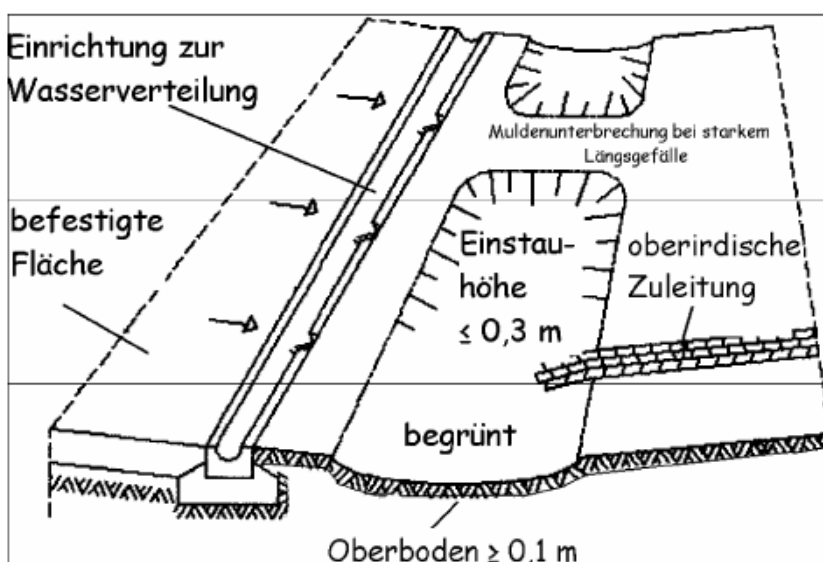 Einrichtung zur
Wasserverteilung
Muldenunterbrechung bei starkem
Längsgefälle
befestigte
Fläche
Einstau-
höhe
≤ 0,3 m
oberirdische
Zuleitung
begrünt
Oberboden ≥ 0,1 m